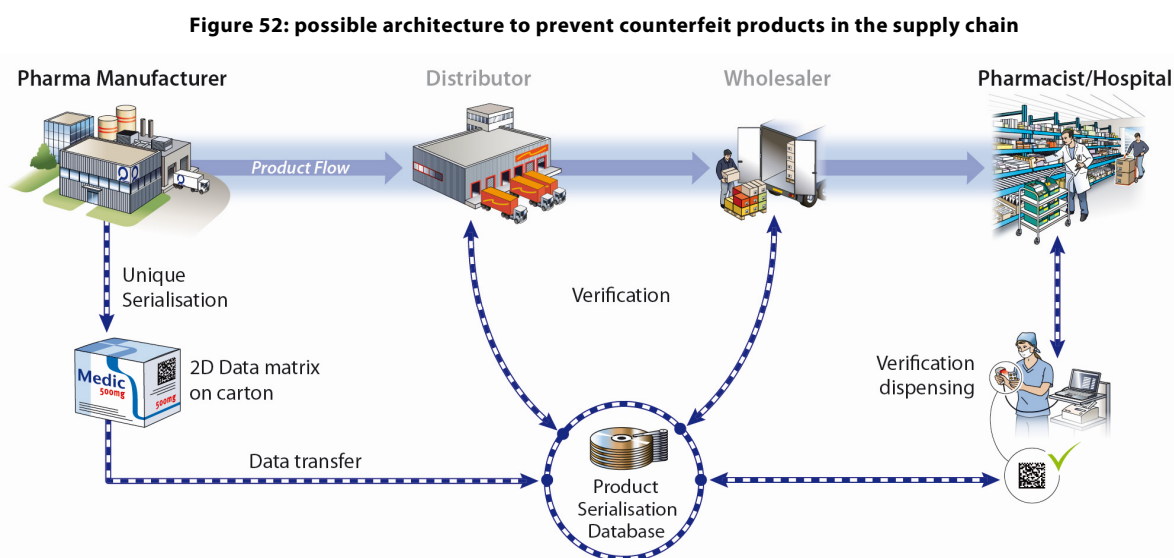 Figure 52: possible architecture to prevent counterfeit products in the supply chain
Pharma Manufacturer
Distributor
Wholesaler
Pharmacist/Hospital
Product Flow
Unique
Serialisation
Verification
Medic
500mg
500mg
2D Data matrix
on carton
Verification
dispensing
Data transfer
Product
Serialisation
Database